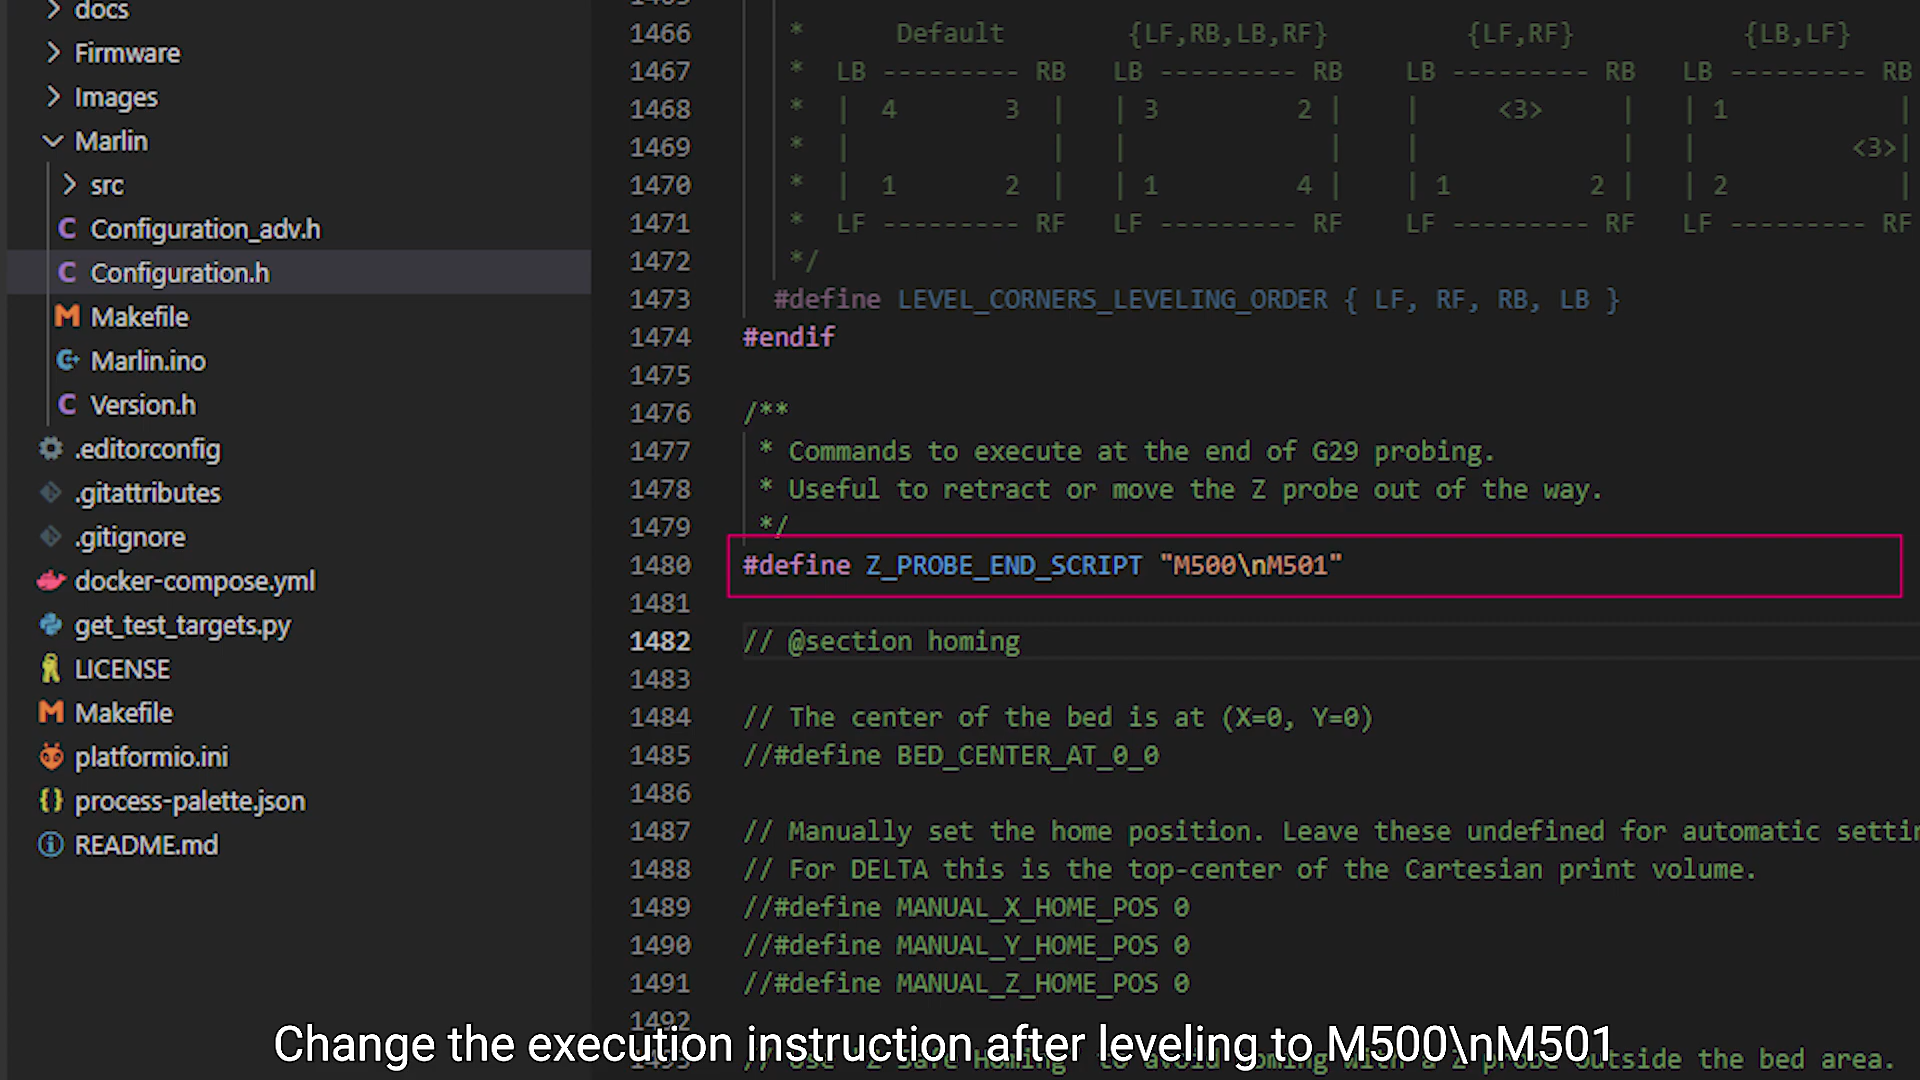 docs
Firmware
Images
Marlin
src
Configuration_adv.h
Configuration.h
Makefile
Marlin.ino
Version.h
.editorconfig
.gitattributes
.gitignore
docker-compose.yml
get_test_targets.py
LICENSE
Makefile
platformio.ini
process-palette.json
README.md
1466 * Default {LF,RB,LB,RF} {LF,RF} {LB,LF}
1467 * LB --------- RB LB --------- RB LB --------- RB LB --------- RB
1468 * | 4 3 | | 3 2 | | <3> | | 1 |
1469 * | | | | | | | <3>|
1470 * | 1 2 | | 1 4 | | 1 2 | | 2 |
1471 * LF --------- RF LF --------- RF LF --------- RF LF --------- RF
1472 */
1473 #define LEVEL_CORNERS_LEVELING_ORDER { LF, RF, RB, LB }
1474 #endif
1475
1476 /**
1477 * Commands to execute at the end of G29 probing.
1478 * Useful to retract or move the Z probe out of the way.
1479 */
1480 #define Z_PROBE_END_SCRIPT "M500\nM501"
1481
1482 // @section homing
1483
1484 // The center of the bed is at (X=0, Y=0)
1485 //#define BED_CENTER_AT_0_0
1486
1487 // Manually set the home position. Leave these undefined for automatic settin
1488 // For DELTA this is the top-center of the Cartesian print volume.
1489 //#define MANUAL_X_HOME_POS 0
1490 //#define MANUAL_Y_HOME_POS 0
1491 //#define MANUAL_Z_HOME_POS 0
1492
Change the execution instruction after leveling to M500\nM501
with a Z probe outside the bed area.